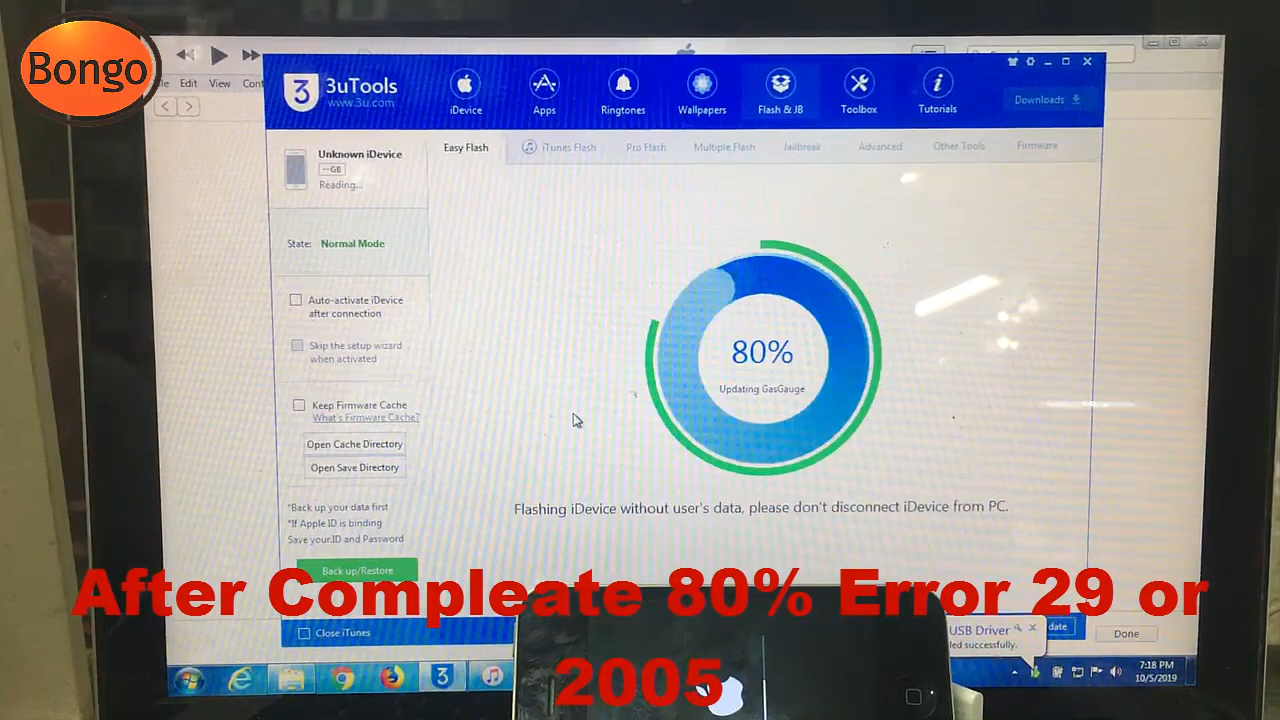 Bongo
Edit View
3uTools
www.3u.com
iDevice
Apps
Ringtones
Wallpapers
Flash & JB
Toolbox
Tutorials
Downloads
Easy Flash
iTunes Flash
Pro Flash
Multiple Flash
Jailbreak
Advanced
Other Tools
Firmware
Unknown iDevice
--GB
Reading...
State: Normal Mode
Auto-activate iDevice
after connection
Skip the setup wizard
when activated
Keep Firmware Cache
What's Firmware Cache?
Open Cache Directory
Open Save Directory
*Back up your data first
*If Apple ID is binding
Save your ID and Password
Back up/Restore
80%
Updating GasGauge
Flashing iDevice without user's data, please don't disconnect iDevice from PC.
After Compleate 80% Error 29 or
2005
Close iTunes
USB Driver
successfully.
Done
7:18 PM
10/5/2019